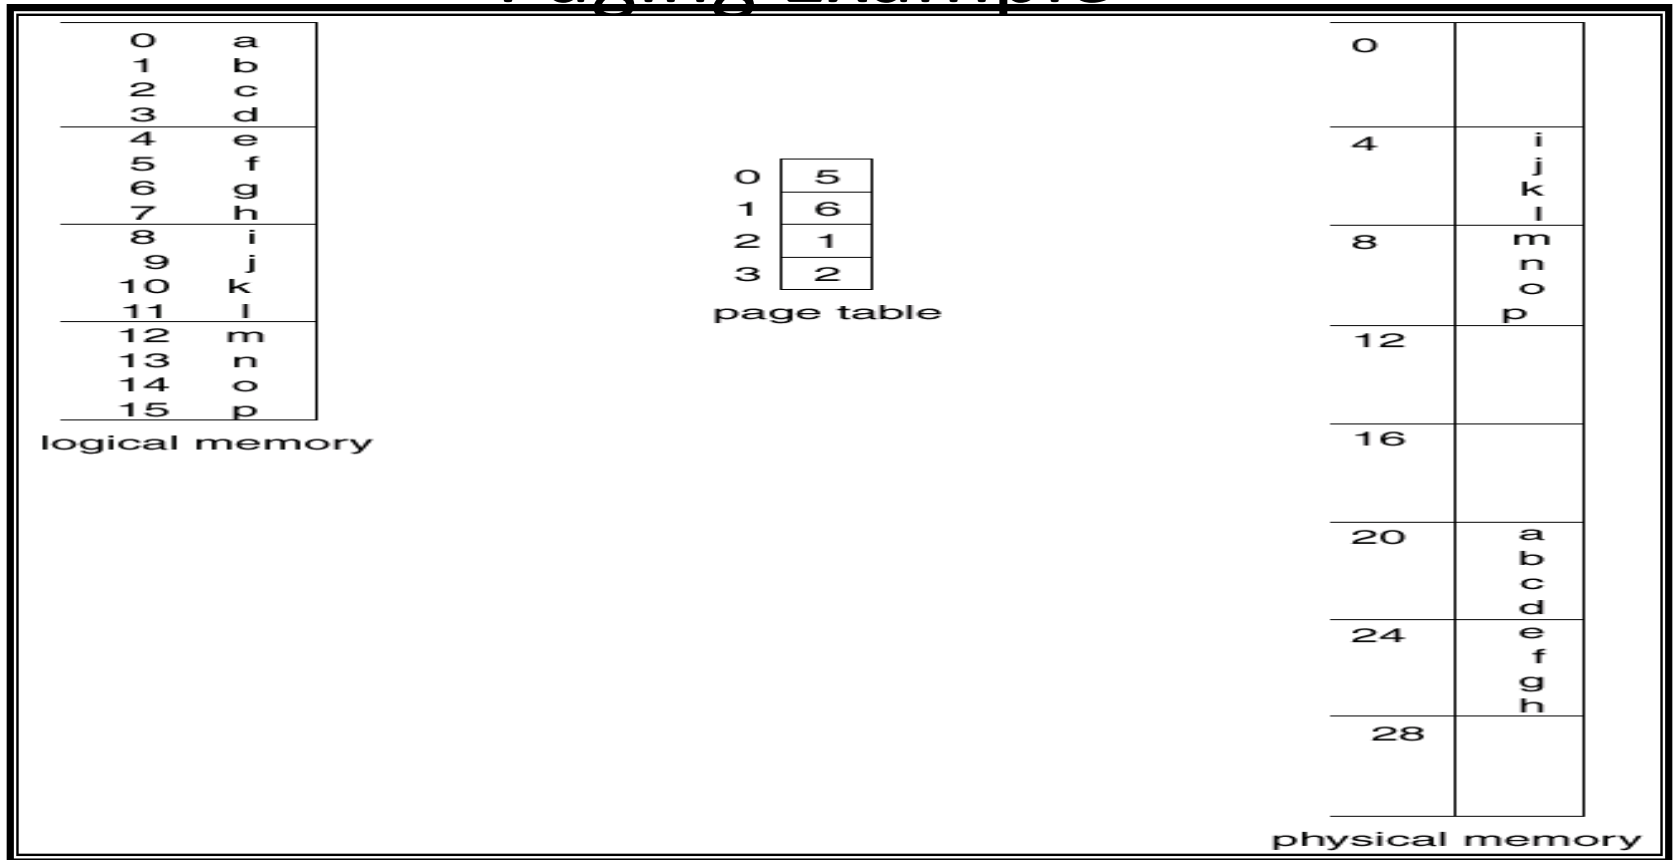 Paging Example
0 a
1 b
2 c
3 d
4 e
5 f
6 g
7 h
8 i
9 j
10 k
11 l
12 m
13 n
14 o
15 p
logical memory
0 5
1 6
2 1
3 2
page table
0
4 i
j
k
l
8 m
n
o
p
12
16
20 a
b
c
d
24 e
f
g
h
28
physical memory